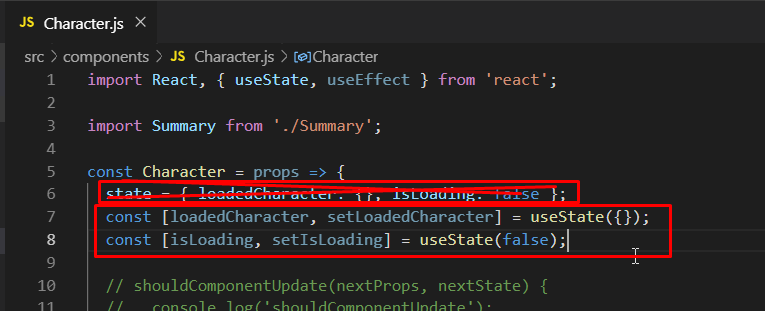 JS Character.js ×
src > components > JS Character.js > Character
1 import React, { useState, useEffect } from 'react';
2
3 import Summary from './Summary';
4
5 const Character = props => {
6 state = { loadedCharacter: {}, isLoading: false };
7 const [loadedCharacter, setLoadedCharacter] = useState({});
8 const [isLoading, setIsLoading] = useState(false);
9
10 // shouldComponentUpdate(nextProps, nextState) {
11 // console.log('shouldComponentUpdate');